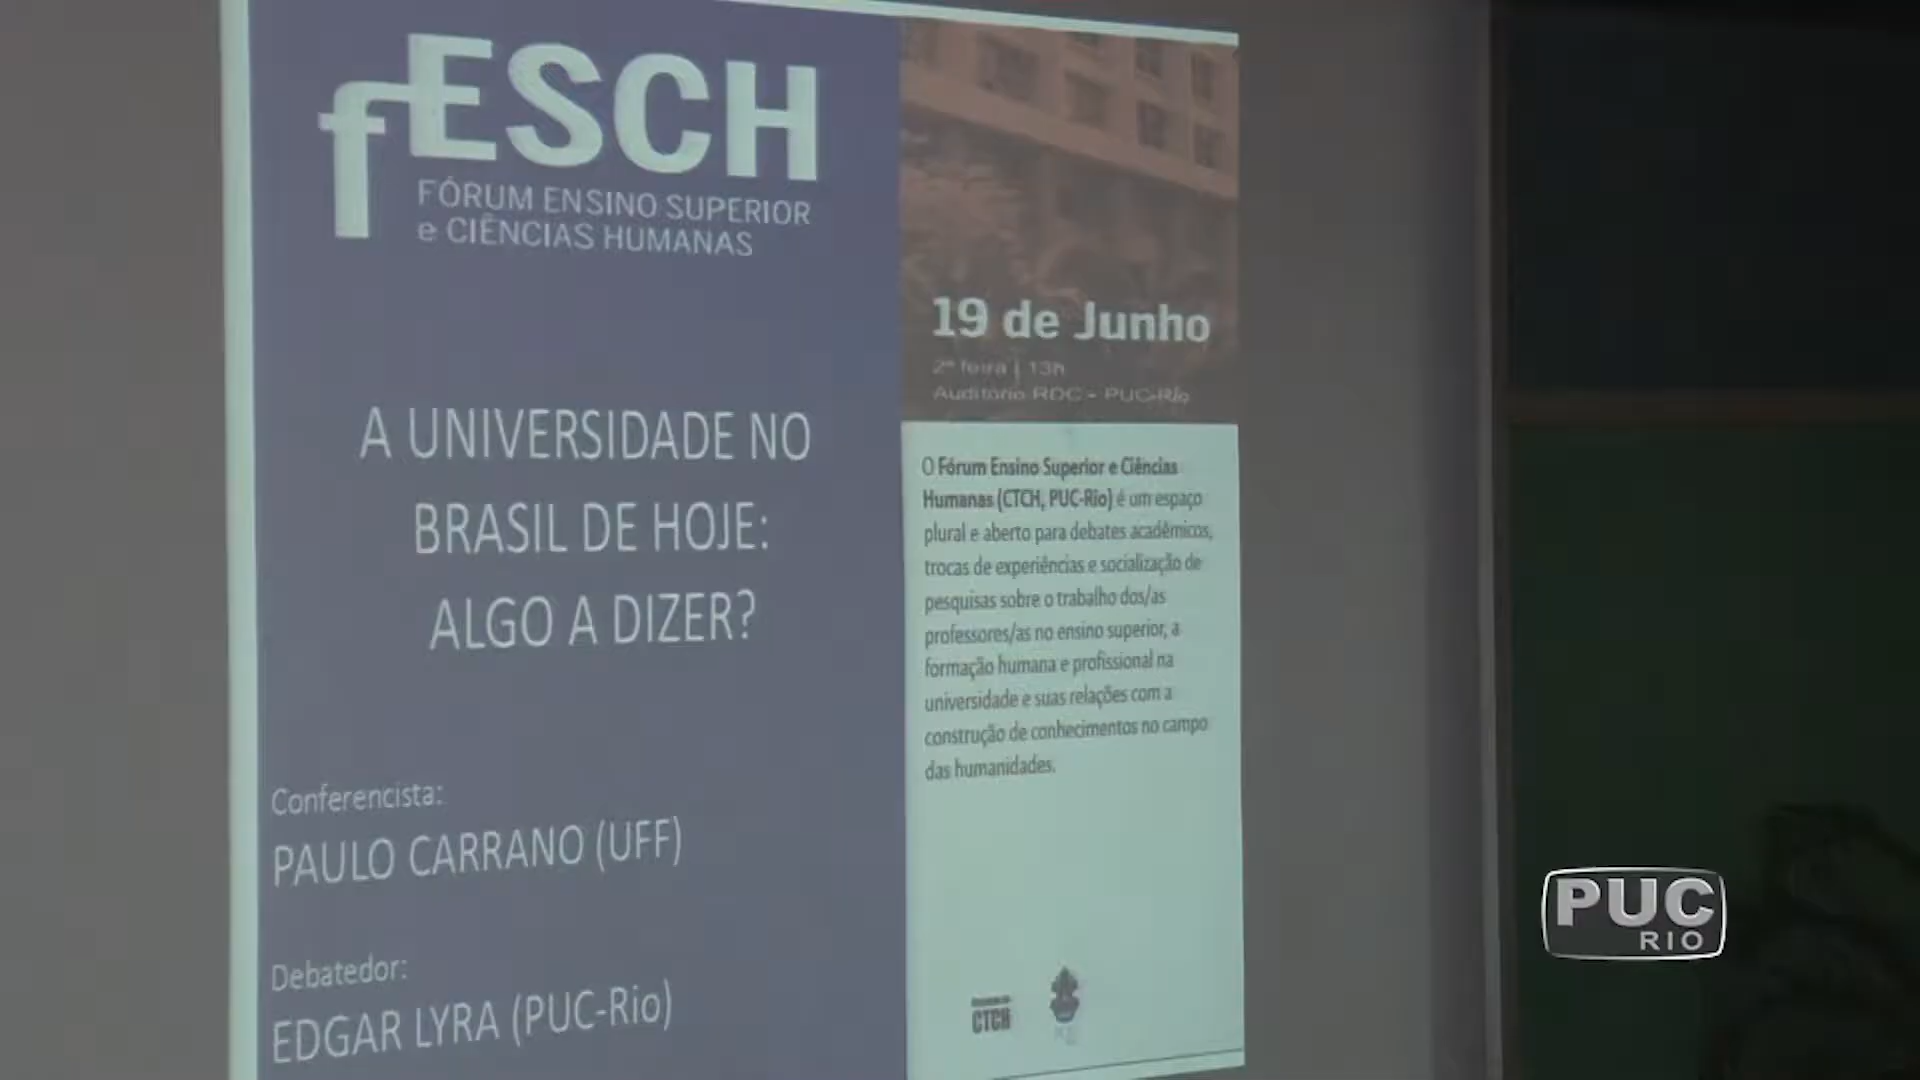 fESCH
FÓRUM ENSINO SUPERIOR
e CIÊNCIAS HUMANAS
A UNIVERSIDADE NO
BRASIL DE HOJE:
ALGO A DIZER?
Conferencista:
PAULO CARRANO (UFF)
Debatedor:
EDGAR LYRA (PUC-Rio)
19 de Junho
2ª feira | 13h
Auditório RDC - PUC-Rio
O Fórum Ensino Superior e Ciências
Humanas (CTCH, PUC-Rio) é um espaço
plural e aberto para debates acadêmicos,
trocas de experiências e socialização de
pesquisas sobre o trabalho dos/as
professores/as no ensino superior, a
formação humana e profissional na
universidade e suas relações com a
construção de conhecimentos no campo
das humanidades.
CTCH
PUC
RIO